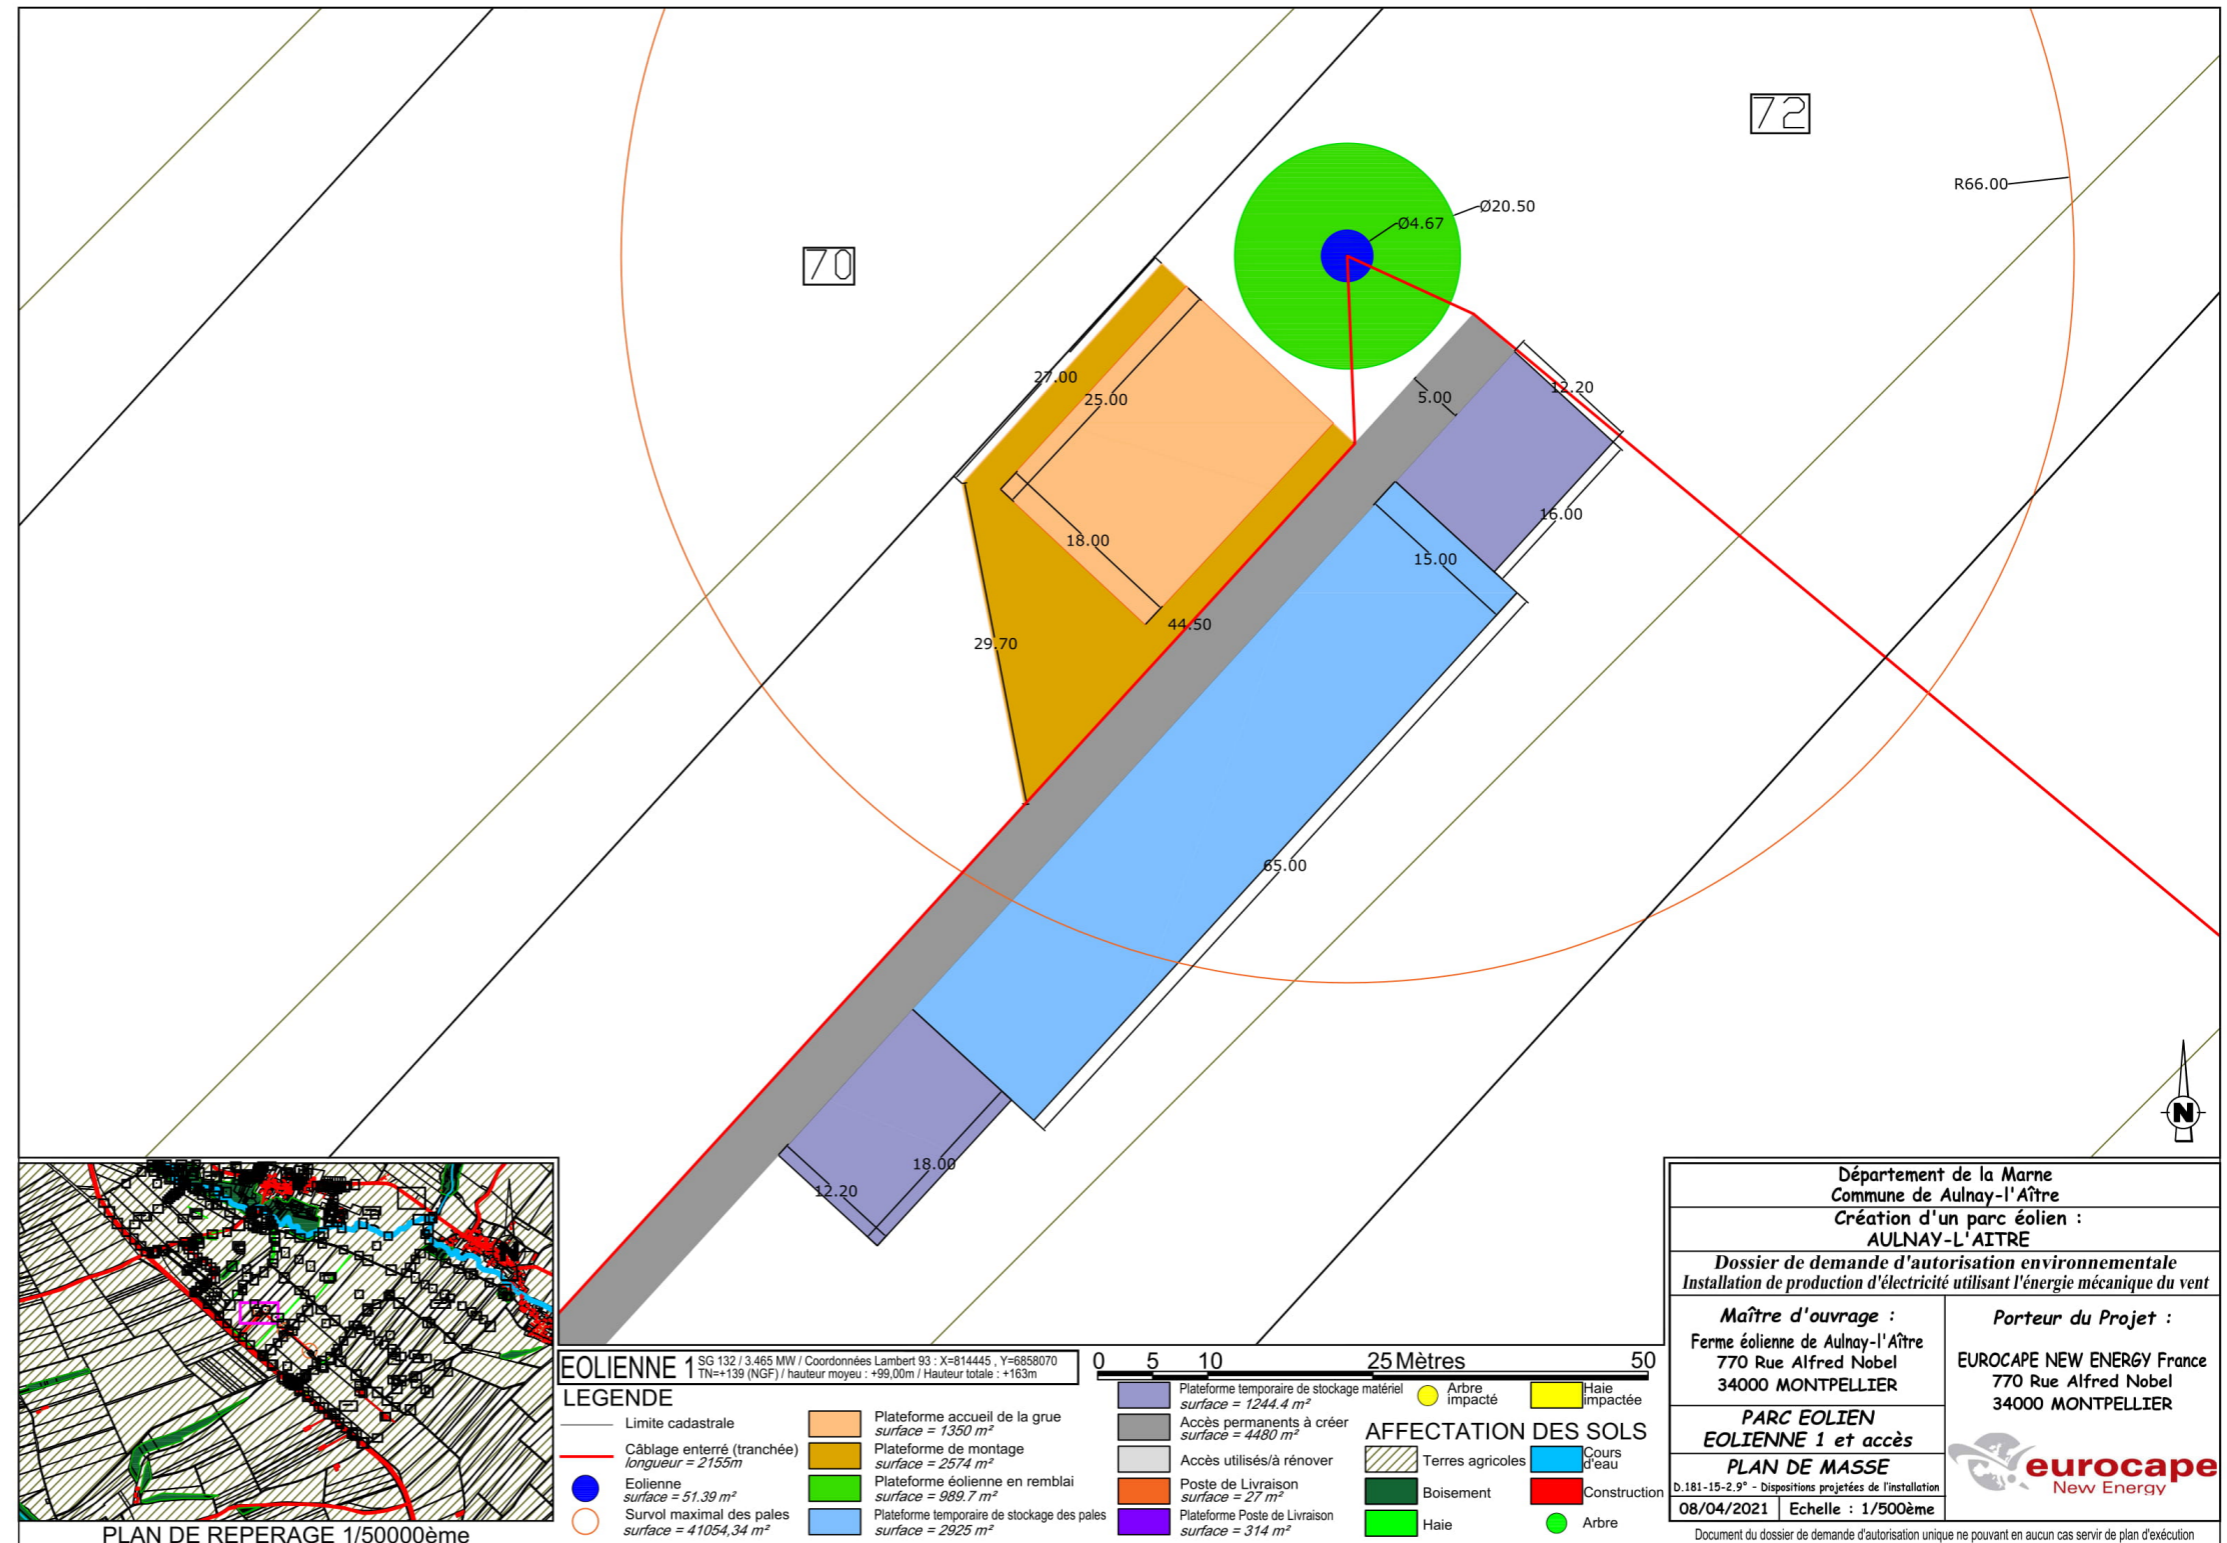 72
R66.00
Ø20.50
Ø4.67
70
27.00
25.00
5.00
12.20
16.00
18.00
15.00
44.50
29.70
65.00
18.00
12.20
N
N
PLAN DE REPERAGE 1/50000ème
EOLIENNE 1
SG 132 / 3.465 MW / Coordonnées Lambert 93 : X=814445 , Y=6858070
TN=+139 (NGF) / hauteur moyeu : +99,00m / Hauteur totale : +163m
0 5 10 25 Mètres 50
LEGENDE
Limite cadastrale
Câblage enterré (tranchée)
longueur = 2155m
Eolienne
surface = 51.39 m²
Survol maximal des pales
surface = 41054,34 m²
Plateforme accueil de la grue
surface = 1350 m²
Plateforme de montage
surface = 2574 m²
Plateforme éolienne en remblai
surface = 989.7 m²
Plateforme temporaire de stockage des pales
surface = 2925 m²
Plateforme temporaire de stockage matériel
surface = 1244.4 m²
Accès permanents à créer
surface = 4480 m²
Accès utilisés/à rénover
Poste de Livraison
surface = 27 m²
Plateforme Poste de Livraison
surface = 314 m²
Arbre
impacté
Haie
impactée
AFFECTATION DES SOLS
Terres agricoles
Cours
d'eau
Boisement
Construction
Haie
Arbre
Département de la Marne
Commune de Aulnay-l'Aître
Création d'un parc éolien :
AULNAY-L'AITRE
Dossier de demande d'autorisation environnementale
Installation de production d'électricité utilisant l'énergie mécanique du vent
Maître d'ouvrage :
Ferme éolienne de Aulnay-l'Aître
770 Rue Alfred Nobel
34000 MONTPELLIER
Porteur du Projet :
EUROCAPE NEW ENERGY France
770 Rue Alfred Nobel
34000 MONTPELLIER
PARC EOLIEN
EOLIENNE 1 et accès
PLAN DE MASSE
D.181-15-2.9° - Dispositions projetées de l'installation
08/04/2021 Echelle : 1/500ème
eurocape
New Energy
Document du dossier de demande d'autorisation unique ne pouvant en aucun cas servir de plan d'exécution